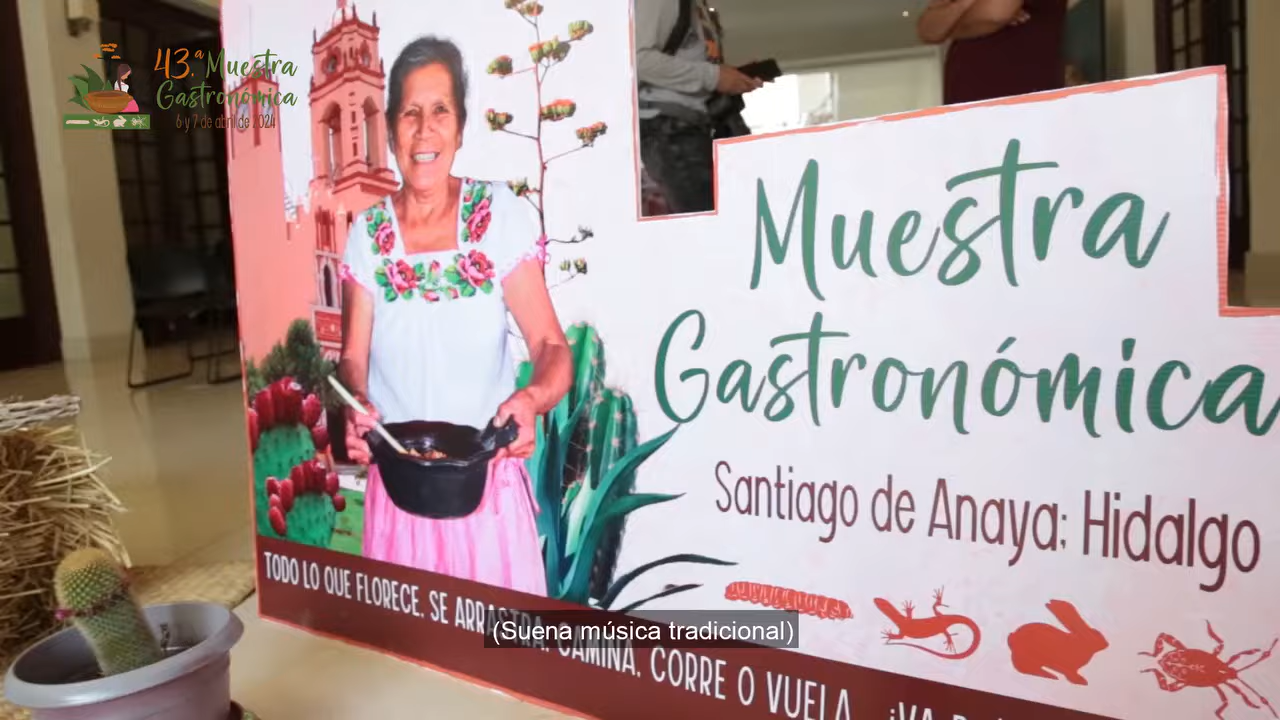 43.ª Muestra
Gastronómica
6 y 7 de abril de 2024
Muestra
Gastronómica
Santiago de Anaya; Hidalgo
TODO LO QUE FLORECE, SE ARRASTRA, CAMINA, CORRE O VUELA... ¡VA
(Suena música tradicional)